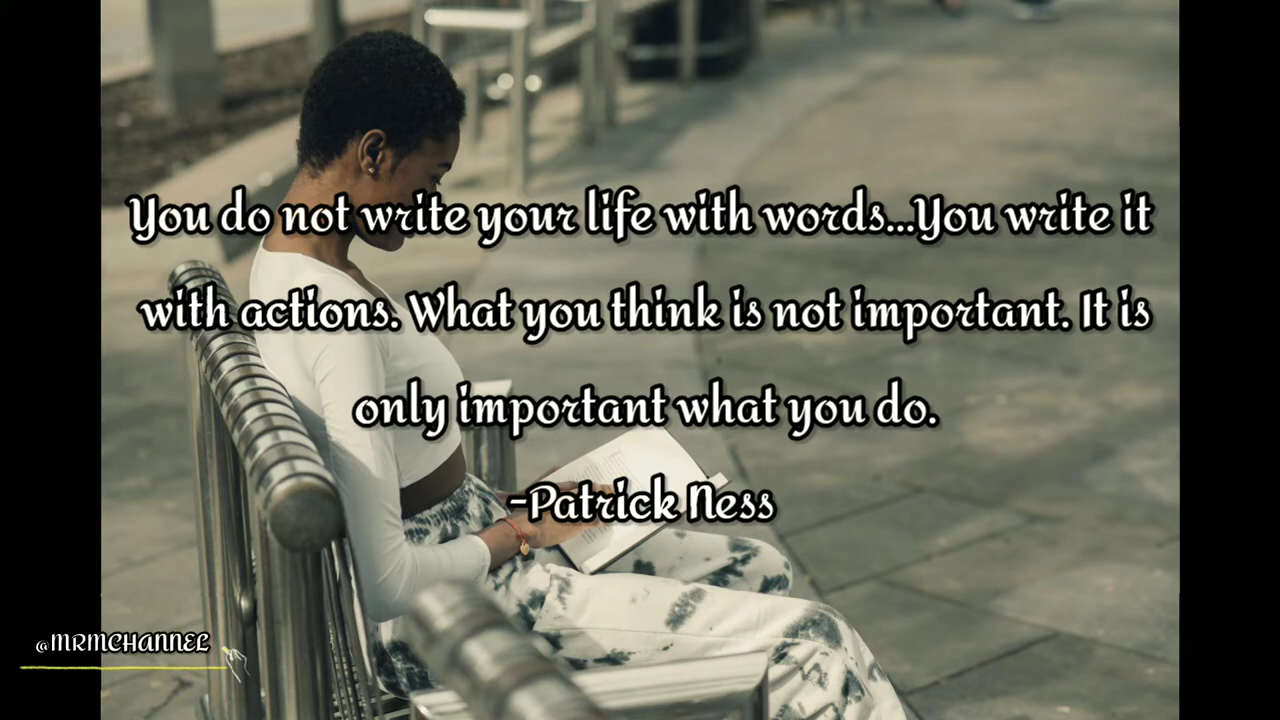 You do not write your life with words...You write it
with actions. What you think is not important. It is
only important what you do.
-Patrick Ness
@MRMCHANNEL